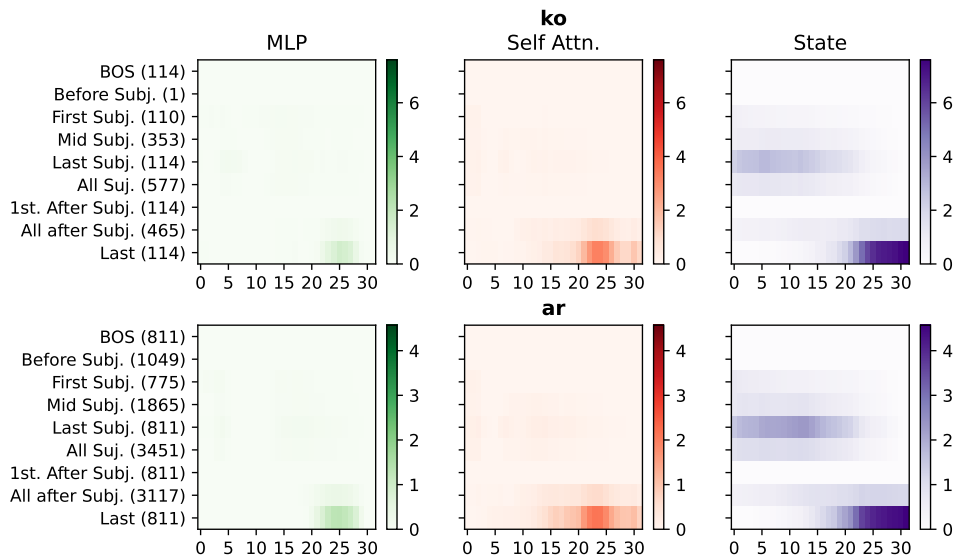 ko
MLP Self Attn. State
BOS (114)
Before Subj. (1)
First Subj. (110)
Mid Subj. (353)
Last Subj. (114)
All Suj. (577)
1st. After Subj. (114)
All after Subj. (465)
Last (114)
6
4
2
0
6
4
2
0
6
4
2
0
0 5 10 15 20 25 30 0 5 10 15 20 25 30 0 5 10 15 20 25 30
ar
BOS (811)
Before Subj. (1049)
First Subj. (775)
Mid Subj. (1865)
Last Subj. (811)
All Suj. (3451)
1st. After Subj. (811)
All after Subj. (3117)
Last (811)
4
3
2
1
0
4
3
2
1
0
4
3
2
1
0
0 5 10 15 20 25 30 0 5 10 15 20 25 30 0 5 10 15 20 25 30